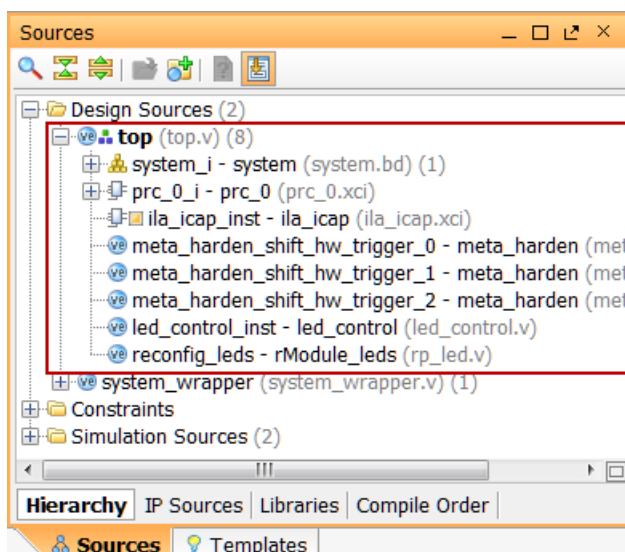 Sources
Design Sources (2)
top (top.v) (8)
system_i - system (system.bd) (1)
prc_0_i - prc_0 (prc_0.xci)
ila_icap_inst - ila_icap (ila_icap.xci)
meta_harden_shift_hw_trigger_0 - meta_harden (met
meta_harden_shift_hw_trigger_1 - meta_harden (met
meta_harden_shift_hw_trigger_2 - meta_harden (met
led_control_inst - led_control (led_control.v)
reconfig_leds - rModule_leds (rp_led.v)
system_wrapper (system_wrapper.v) (1)
Constraints
Simulation Sources (2)
Hierarchy IP Sources Libraries Compile Order
Sources Templates